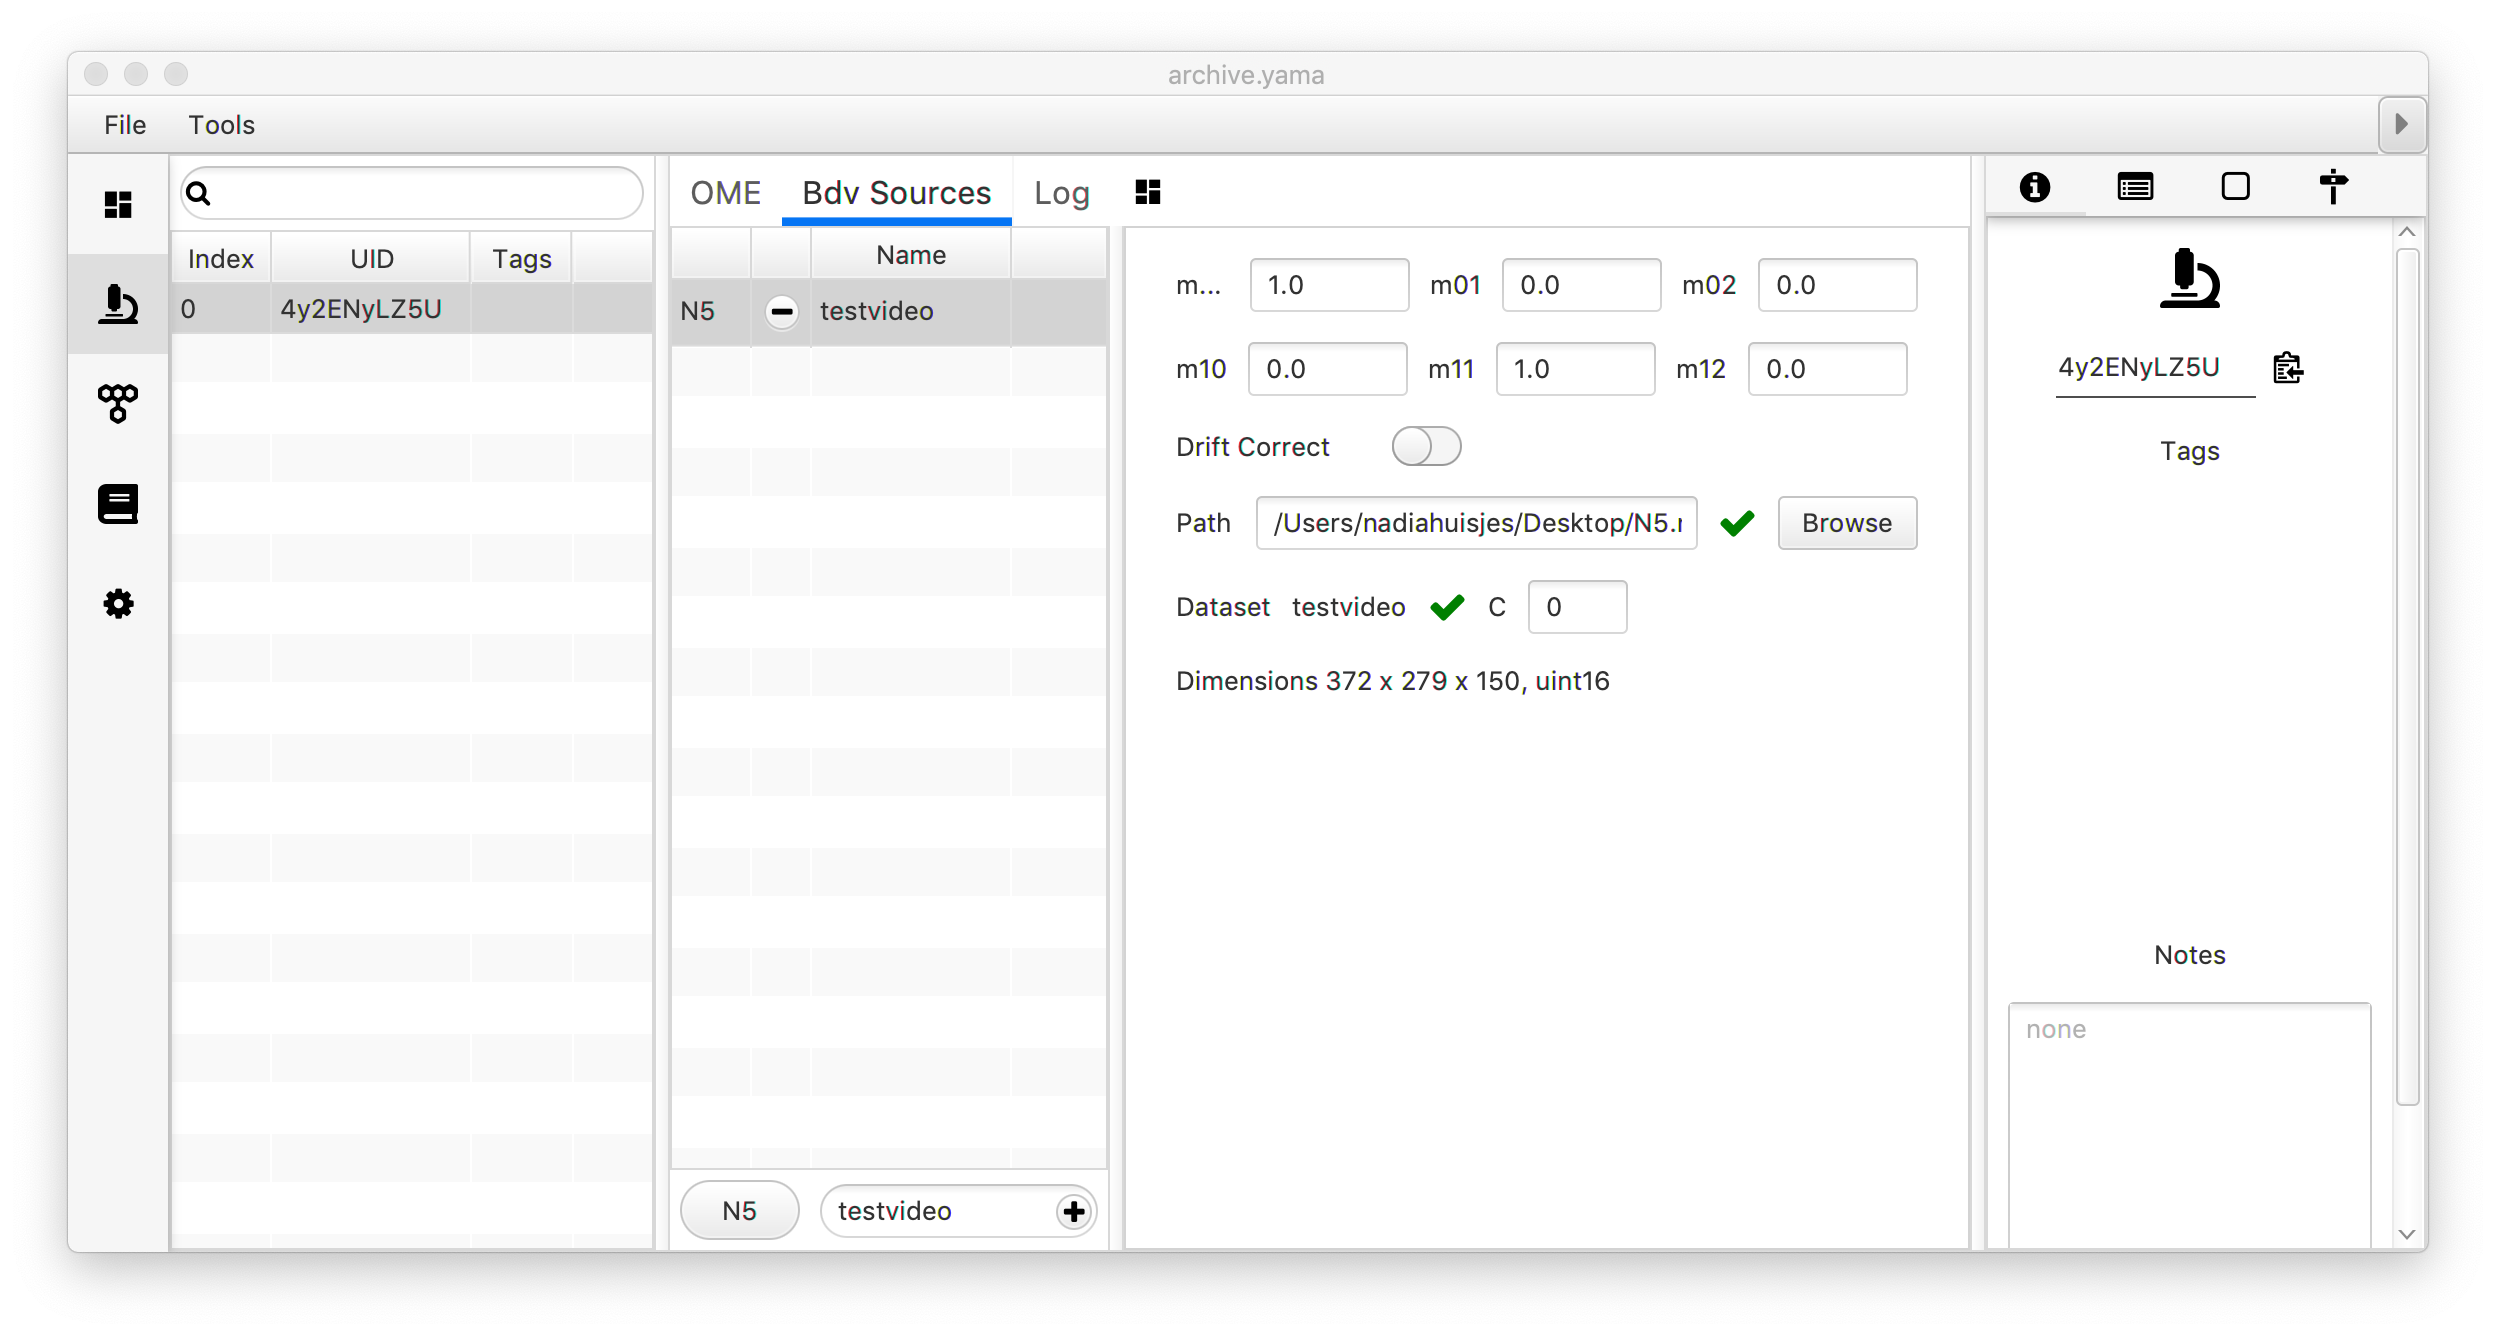 archive.yama
File Tools
Index UID Tags
0 4y2ENyLZ5U
OME Bdv Sources Log
Name
N5 testvideo
N5 testvideo
m... 1.0 m01 0.0 m02 0.0
m10 0.0 m11 1.0 m12 0.0
Drift Correct
Path /Users/nadiahuisjes/Desktop/N5. Browse
Dataset testvideo C 0
Dimensions 372 x 279 x 150, uint16
4y2ENyLZ5U
Tags
Notes
none